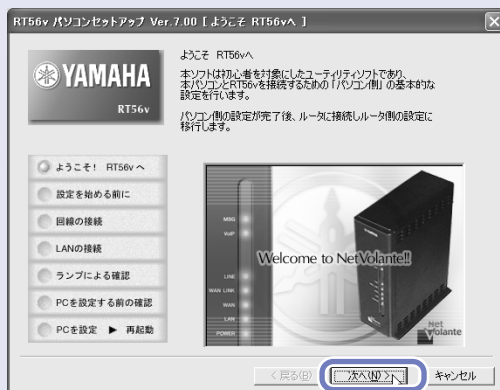 RT56v パソコンセットアップ Ver.7.00 [ ようこそ RT56vへ ]
YAMAHA
RT56v
ようこそ RT56vへ
本ソフトは初心者を対象にしたユーティリティソフトであり、
本パソコンとRT56vを接続するための「パソコン側」の基本的な
設定を行います。
パソコン側の設定が完了後、ルータに接続しルータ側の設定に
移行します。
ようこそ! RT56v へ
設定を始める前に
回線の接続
LANの接続
ランプによる確認
PCを設定する前の確認
PCを設定 ▶ 再起動
MSG
VoIP
LINE
WAN LINK
WAN
LAN
POWER
Welcome to NetVolante!!
Net
Volante
< 戻る(B)
次へ(N) >
キャンセル